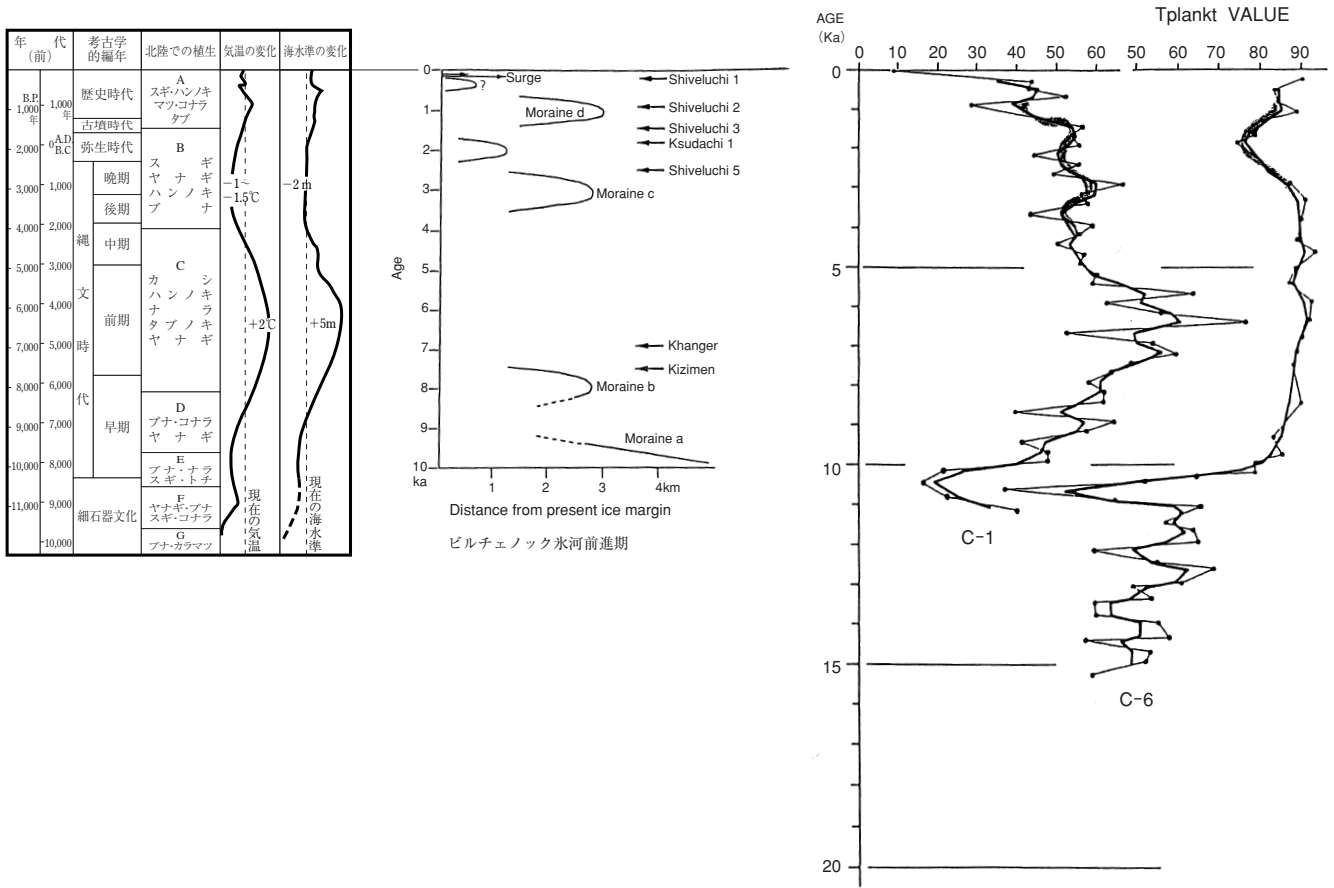 年 代
(前)
考古学
的編年
北陸での植生
気温の変化
海水準の変化
B.P.
1,000
年
2,000
3,000
4,000
5,000
6,000
7,000
8,000
9,000
10,000
11,000
1,000
年
A.D.
0
B.C
1,000
2,000
3,000
4,000
5,000
6,000
7,000
8,000
9,000
10,000
歴史時代
古墳時代
弥生時代
縄文時代
晩期
後期
中期
前期
早期
細石器文化
A
スギ・ハンノキ
マツ・コナラ
タブ
B
スギ
ヤナギ
ハンノキ
ブナ
C
カシ
ハンノキ
ナラ
タブノキ
ヤナギ
D
ブナ・コナラ
ヤナギ
E
ブナ・ナラ
スギ・トチ
F
ヤナギ・ブナ
スギ・コナラ
G
ブナ・カラマツ
−1~
−1.5℃
+2℃
現在の気温
−2m
+5m
現在の海水準
Age
0
1
2
3
4
5
6
7
8
9
10
ka
Surge
?
Moraine d
Moraine c
Moraine b
Moraine a
Shiveluchi 1
Shiveluchi 2
Shiveluchi 3
Ksudachi 1
Shiveluchi 5
Khanger
Kizimen
1 2 3 4km
Distance from present ice margin
ビルチェノック氷河前進期
Tplankt VALUE
AGE
(Ka)
0 10 20 30 40 50 60 50 60 70 80 90
0
5
10
15
20
C-1
C-6